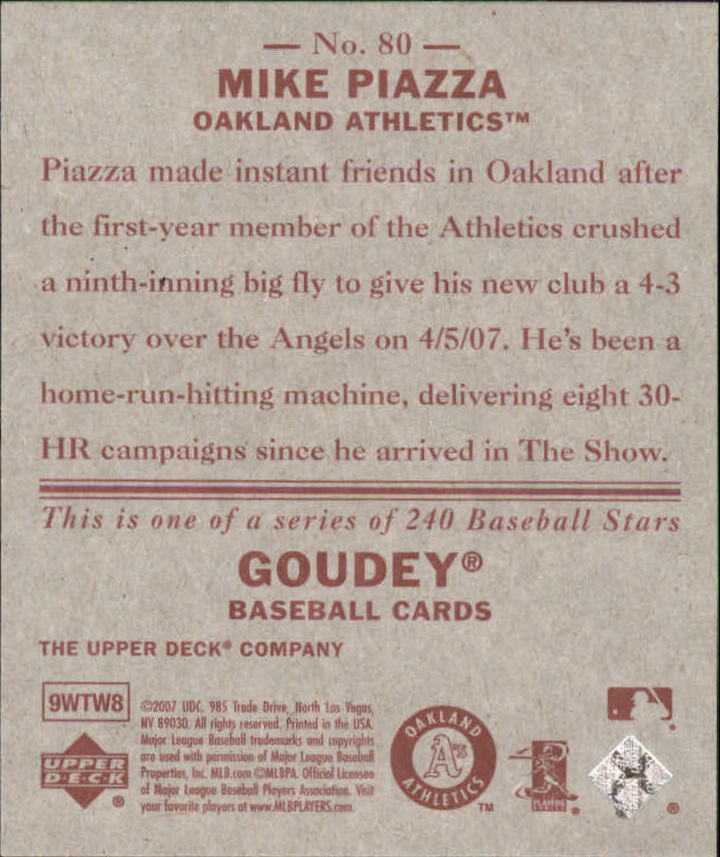 — No. 80 —
MIKE PIAZZA
OAKLAND ATHLETICS™
Piazza made instant friends in Oakland after
the first-year member of the Athletics crushed
a ninth-inning big fly to give his new club a 4-3
victory over the Angels on 4/5/07. He's been a
home-run-hitting machine, delivering eight 30-
HR campaigns since he arrived in The Show.
This is one of a series of 240 Baseball Stars
GOUDEY®
BASEBALL CARDS
THE UPPER DECK® COMPANY
9WTW8
UPPER
D·E·C·K
®
©2007 UDC, 985 Trade Drive, North Las Vegas,
NV 89030. All rights reserved. Printed in the USA.
Major League Baseball trademarks and copyrights
are used with permission of Major League Baseball
Properties, Inc. MLB.com ©MLBPA. Official Licensee
of Major League Baseball Players Association. Visit
your favorite players at www.MLBPLAYERS.com.
OAKLAND
A's
ATHLETICS
™
PLAYERS
®
®